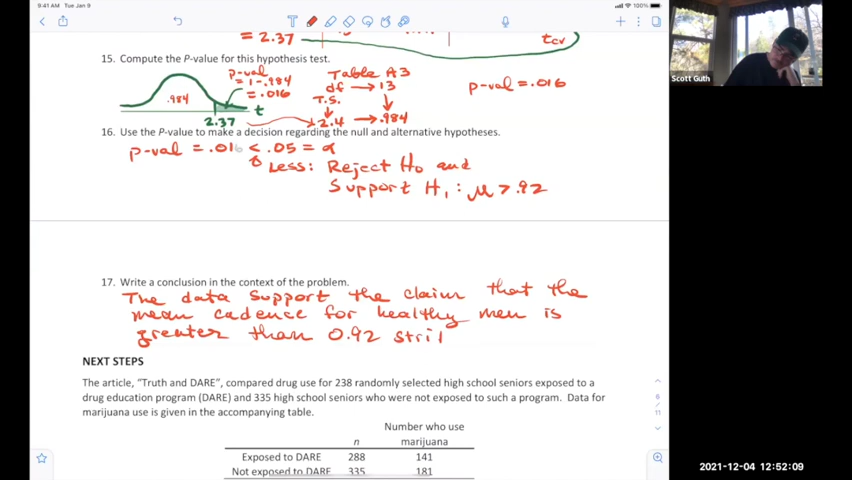 9:41 AM Tue Jan 9
100%
= 2.37
tcv
15. Compute the P-value for this hypothesis test.
p-val
= 1-.984
= .016
.984
t
2.37
Table A3
df → 13
T.S.
2.4 → .984
p-val = .016
16. Use the P-value to make a decision regarding the null and alternative hypotheses.
p-val = .016 < .05 = α
Less: Reject H0 and
Support H1: μ > .92
17. Write a conclusion in the context of the problem.
The data support the claim that the
mean cadence for healthy men is
greater than 0.92 stri
NEXT STEPS
The article, "Truth and DARE", compared drug use for 238 randomly selected high school seniors exposed to a
drug education program (DARE) and 335 high school seniors who were not exposed to such a program. Data for
marijuana use is given in the accompanying table.
Number who use
n marijuana
Exposed to DARE 288 141
Not exposed to DARE 335 181
6
11
Scott Guth
2021-12-04 12:52:09